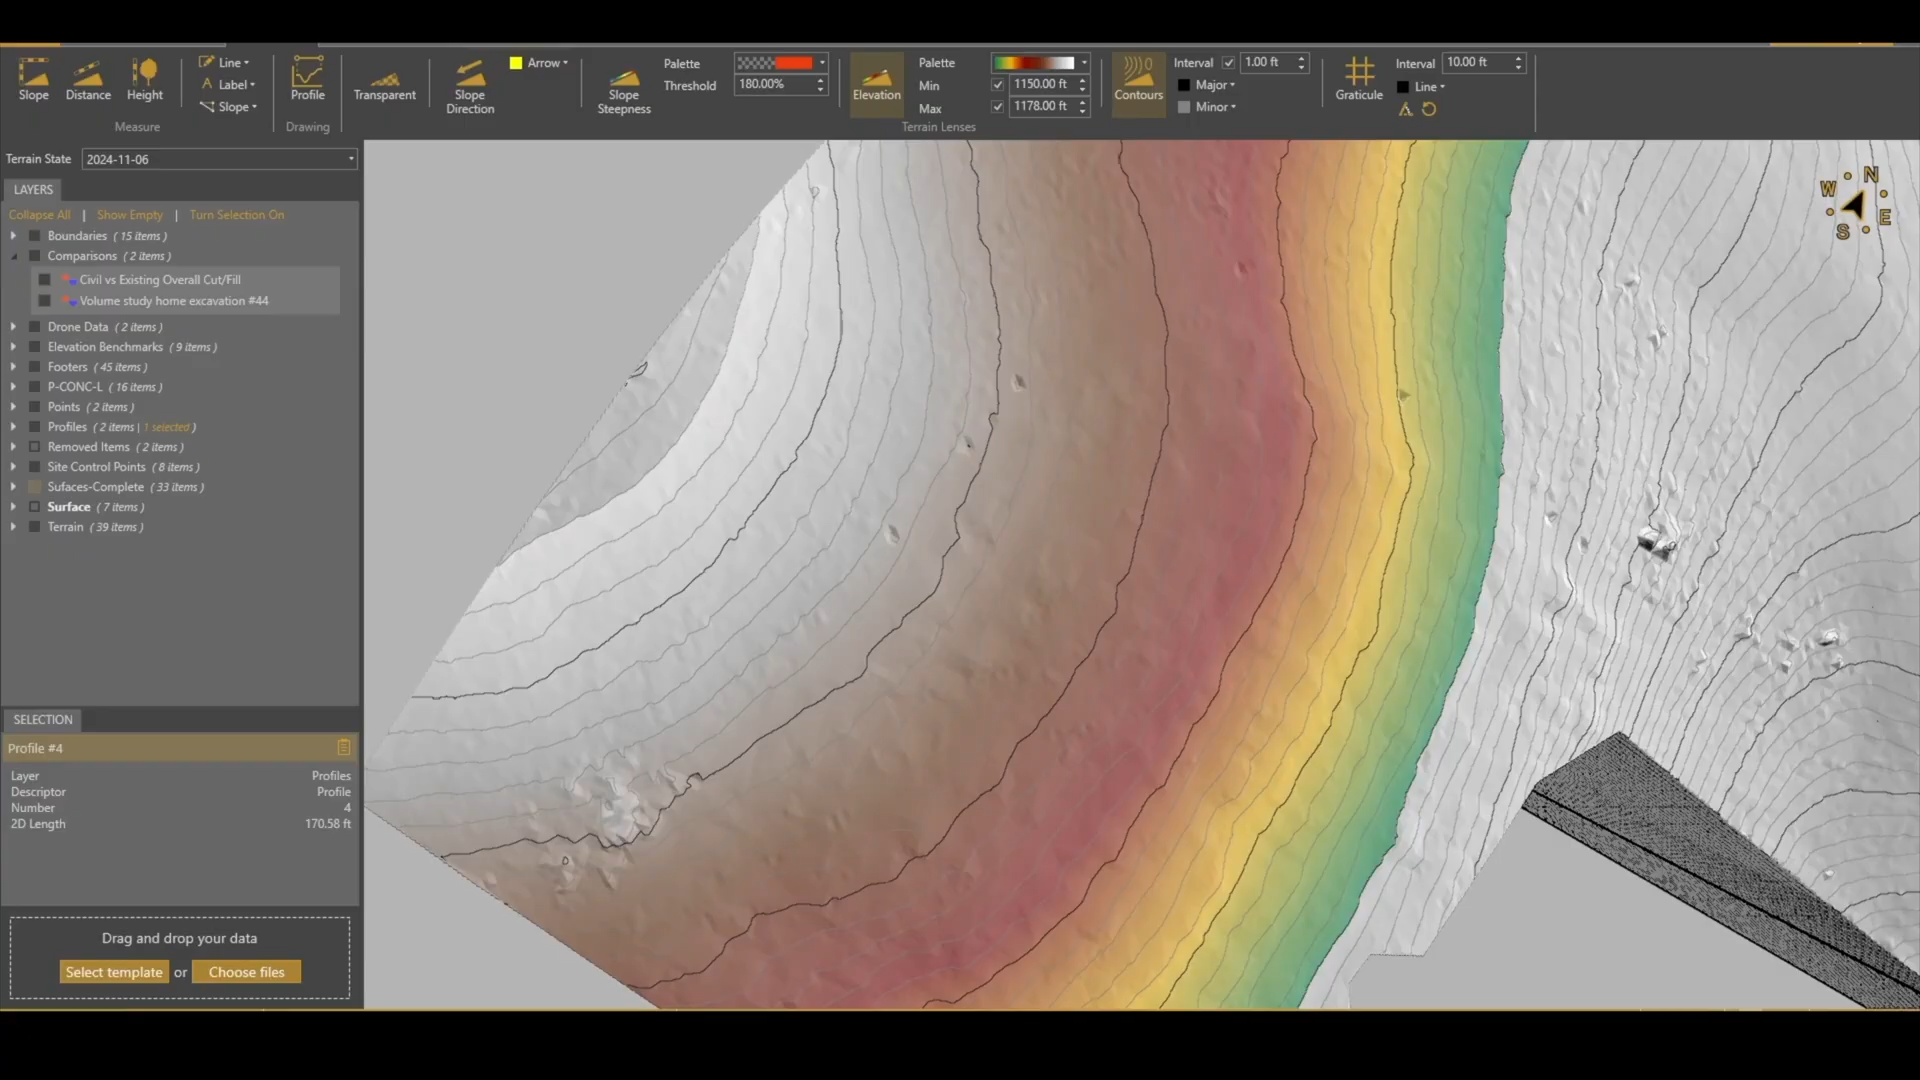 Slope
Distance
Height
Line
Label
Slope
Measure
Profile
Drawing
Transparent
Slope Direction
Arrow
Slope Steepness
Palette
Threshold
180.00%
Elevation
Palette
Min
1150.00 ft
Max
1178.00 ft
Contours
Interval
1.00 ft
Major
Minor
Terrain Lenses
Graticule
Interval
10.00 ft
Line
Terrain State
2024-11-06
LAYERS
Collapse All | Show Empty | Turn Selection On
Boundaries ( 15 items )
Comparisons ( 2 items )
Civil vs Existing Overall Cut/Fill
Volume study home excavation #44
Drone Data ( 2 items )
Elevation Benchmarks ( 9 items )
Footers ( 45 items )
P-CONC-L ( 16 items )
Points ( 2 items )
Profiles ( 2 items | 1 selected )
Removed Items ( 2 items )
Site Control Points ( 8 items )
Sufaces-Complete ( 33 items )
Surface ( 7 items )
Terrain ( 39 items )
SELECTION
Profile #4
Layer Profiles
Descriptor Profile
Number 4
2D Length 170.58 ft
Drag and drop your data
Select template or Choose files
N
W
E
S